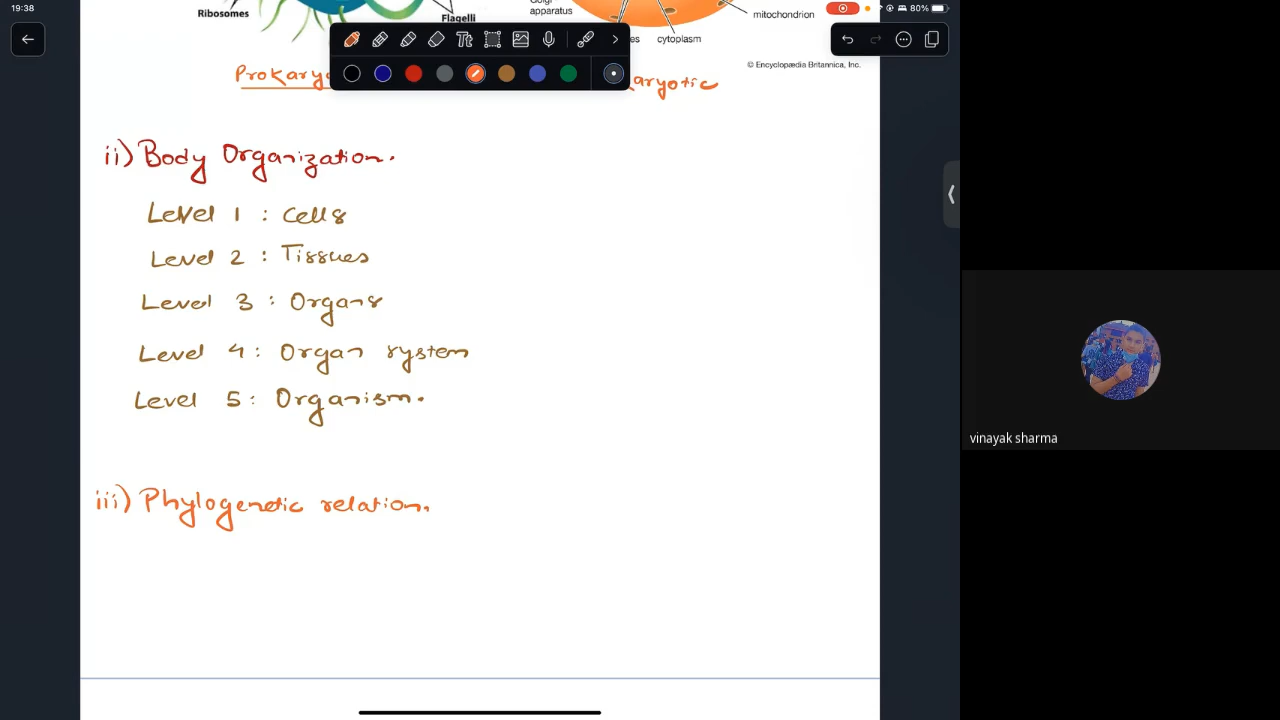 19:38
80%
Ribosomes
Flagelli
apparatus
mitochondrion
cytoplasm
Tt
© Encyclopædia Britannica, Inc.
ii) Body Organization.
Level 1 : Cells
Level 2 : Tissues
Level 3 : Organs
Level 4 : Organ system
Level 5 : Organism.
iii) Phylogenetic relation.
vinayak sharma